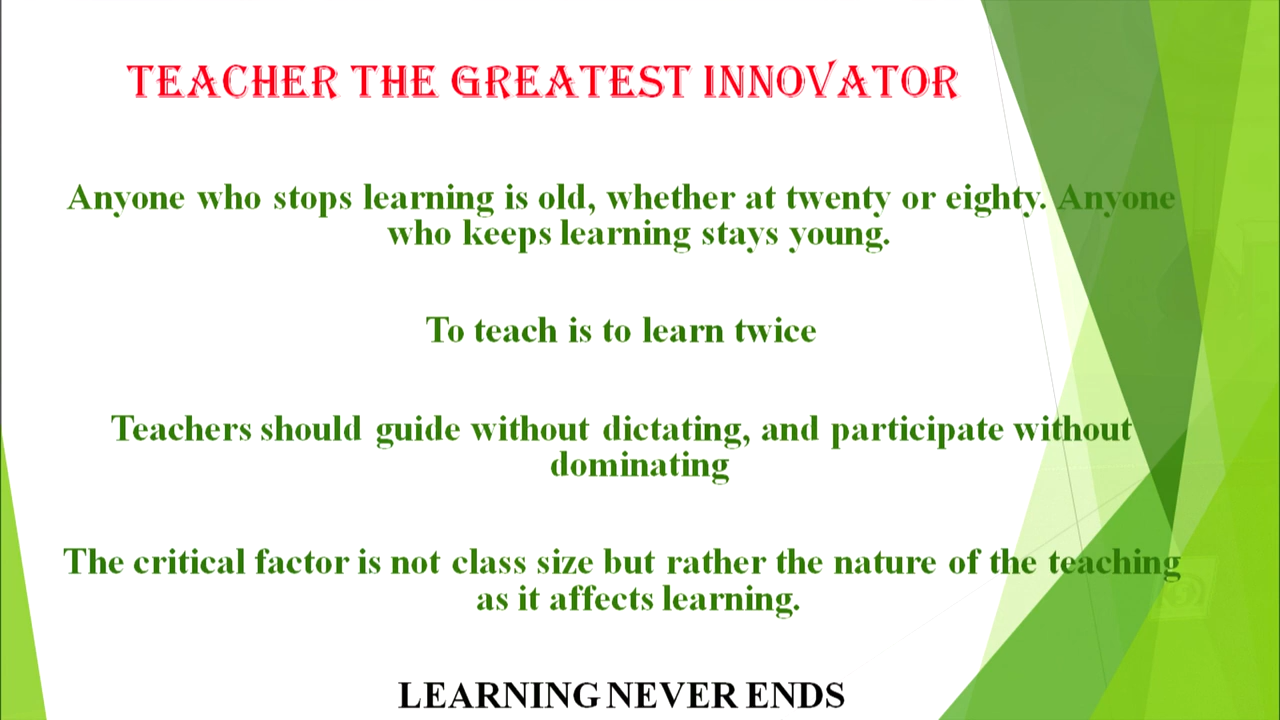 TEACHER THE GREATEST INNOVATOR
Anyone who stops learning is old, whether at twenty or eighty. Anyone
who keeps learning stays young.
To teach is to learn twice
Teachers should guide without dictating, and participate without
dominating
The critical factor is not class size but rather the nature of the teaching
as it affects learning.
LEARNING NEVER ENDS